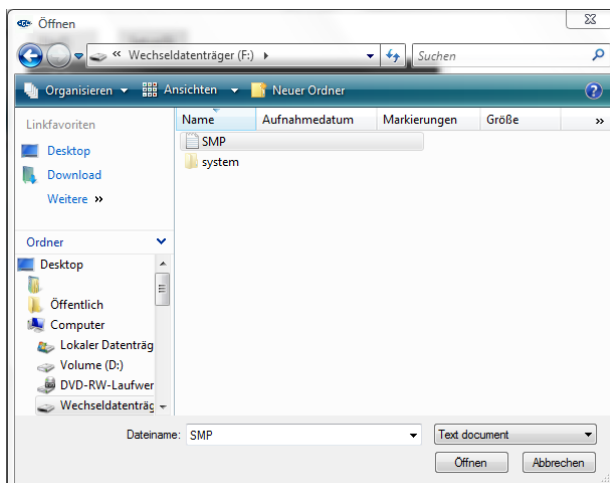 Öffnen
« Wechseldatenträger (F:)
Suchen
Organisieren Ansichten Neuer Ordner
Linkfavoriten
Name Aufnahmedatum Markierungen Größe »
Desktop
SMP
Download
system
Weitere »
Ordner
Desktop
Öffentlich
Computer
Lokaler Datenträg
Volume (D:)
DVD-RW-Laufwer
Wechseldatenträg
Dateiname: SMP
Text document
Öffnen Abbrechen